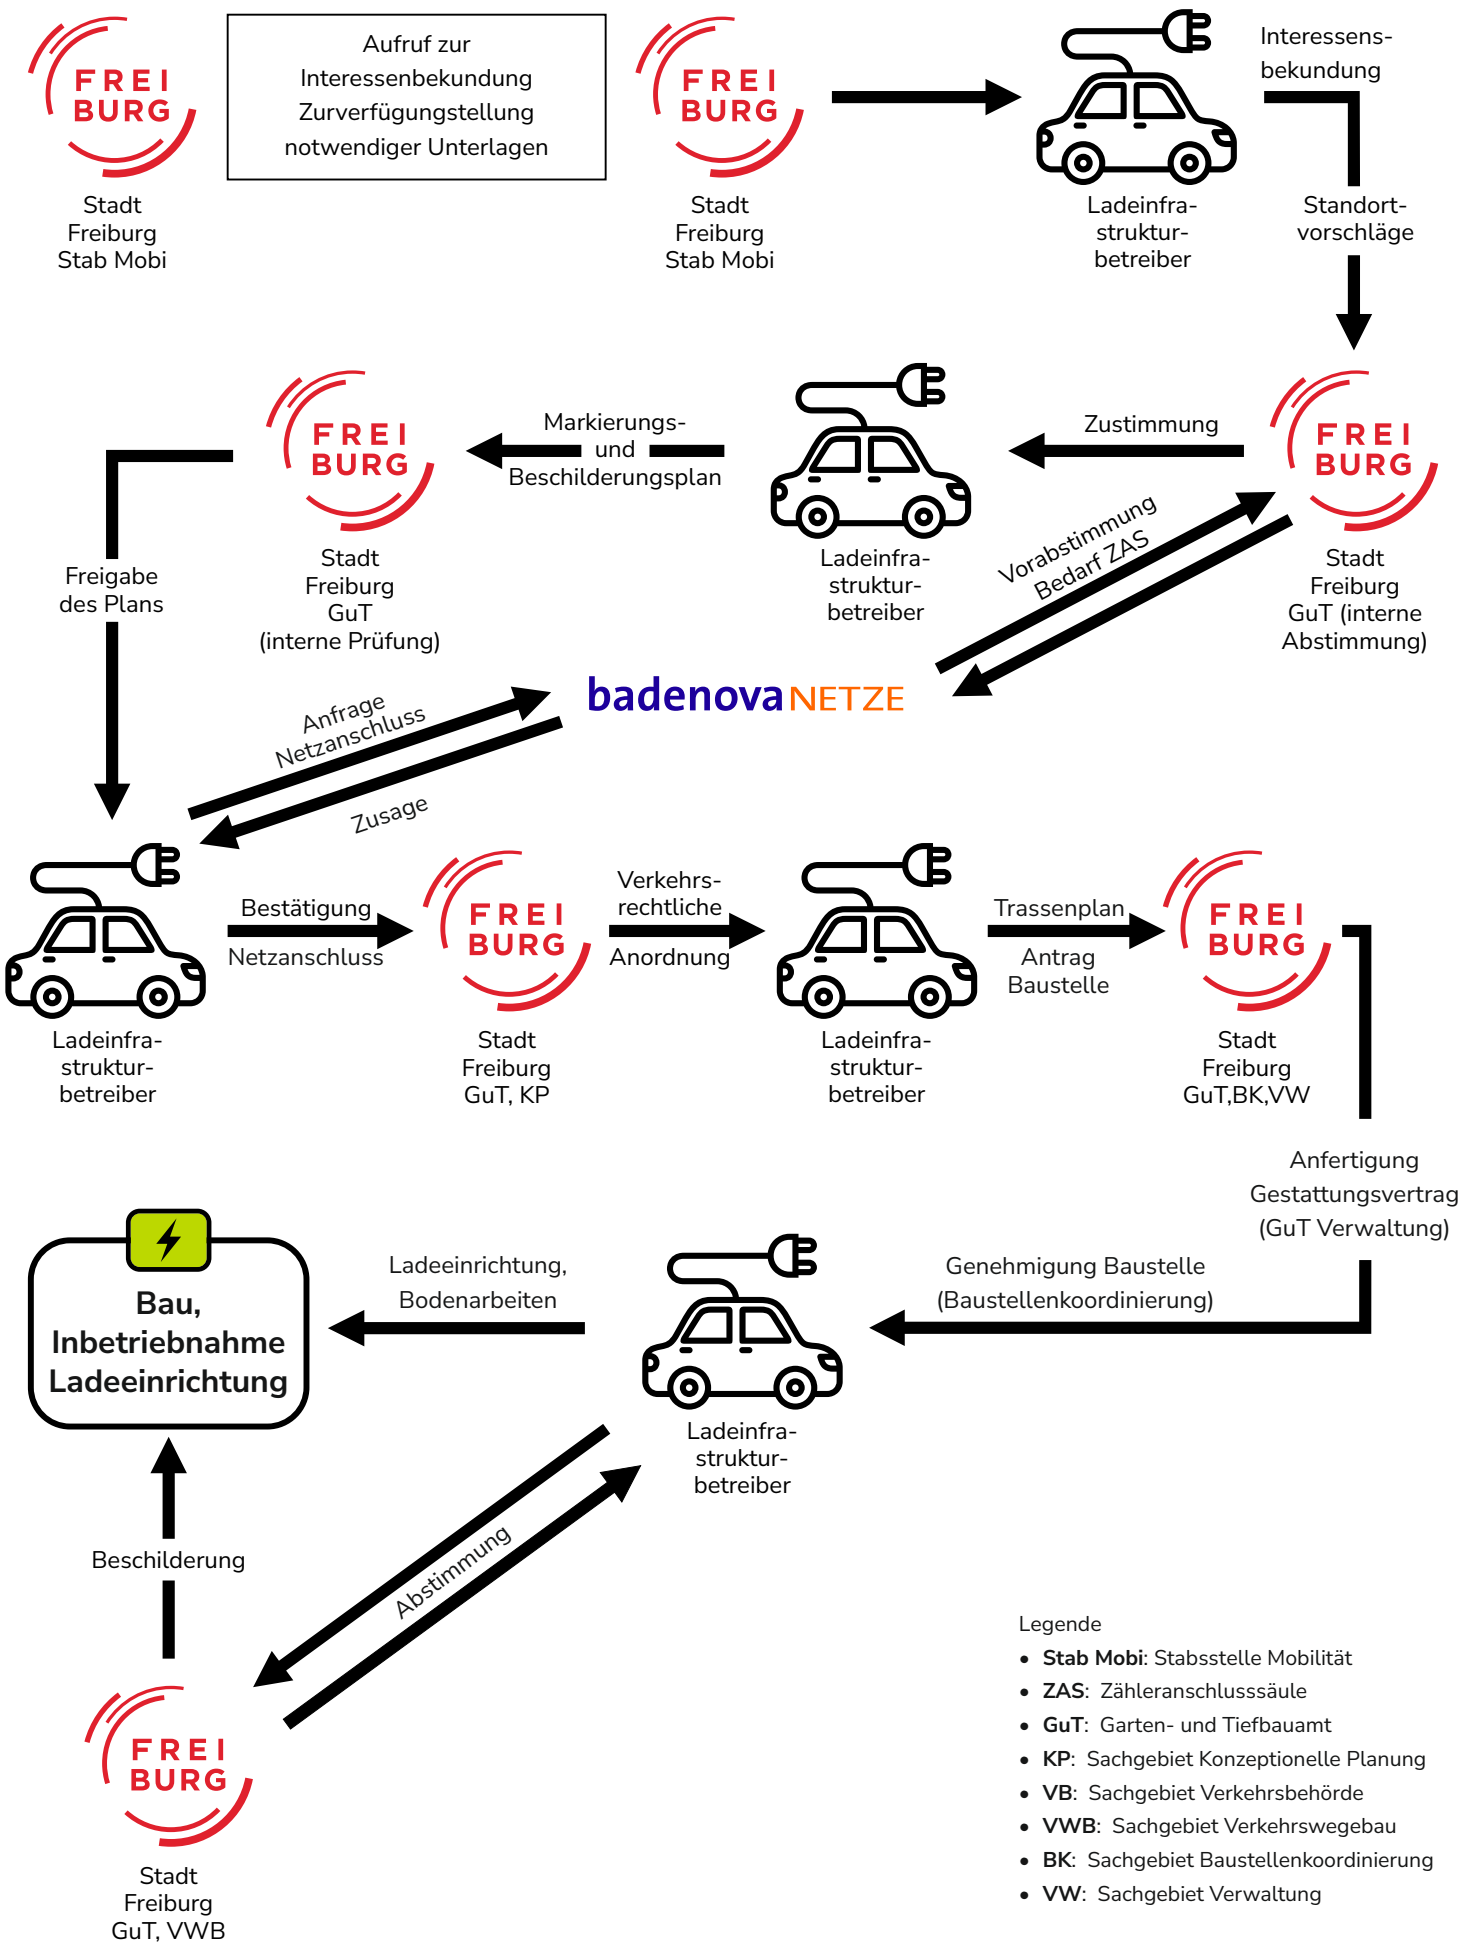 FREI
BURG
Stadt
Freiburg
Stab Mobi
Aufruf zur
Interessenbekundung
Zurverfügungstellung
notwendiger Unterlagen
FREI
BURG
Stadt
Freiburg
Stab Mobi
Ladeinfra-
struktur-
betreiber
Interessens-
bekundung
Standort-
vorschläge
FREI
BURG
Stadt
Freiburg
GuT (interne
Abstimmung)
Zustimmung
Vorabstimmung
Bedarf ZAS
badenovaNETZE
Ladeinfra-
struktur-
betreiber
Markierungs-
und
Beschilderungsplan
FREI
BURG
Stadt
Freiburg
GuT
(interne Prüfung)
Freigabe
des Plans
Anfrage
Netzanschluss
Zusage
Ladeinfra-
struktur-
betreiber
Bestätigung
Netzanschluss
FREI
BURG
Stadt
Freiburg
GuT, KP
Verkehrs-
rechtliche
Anordnung
Ladeinfra-
struktur-
betreiber
Trassenplan
Antrag
Baustelle
FREI
BURG
Stadt
Freiburg
GuT,BK,VW
Anfertigung
Gestattungsvertrag
(GuT Verwaltung)
Genehmigung Baustelle
(Baustellenkoordinierung)
Ladeinfra-
struktur-
betreiber
Ladeeinrichtung,
Bodenarbeiten
Bau,
Inbetriebnahme
Ladeeinrichtung
Abstimmung
Beschilderung
FREI
BURG
Stadt
Freiburg
GuT, VWB
Legende
• Stab Mobi: Stabsstelle Mobilität
• ZAS: Zähleranschlusssäule
• GuT: Garten- und Tiefbauamt
• KP: Sachgebiet Konzeptionelle Planung
• VB: Sachgebiet Verkehrsbehörde
• VWB: Sachgebiet Verkehrswegebau
• BK: Sachgebiet Baustellenkoordinierung
• VW: Sachgebiet Verwaltung